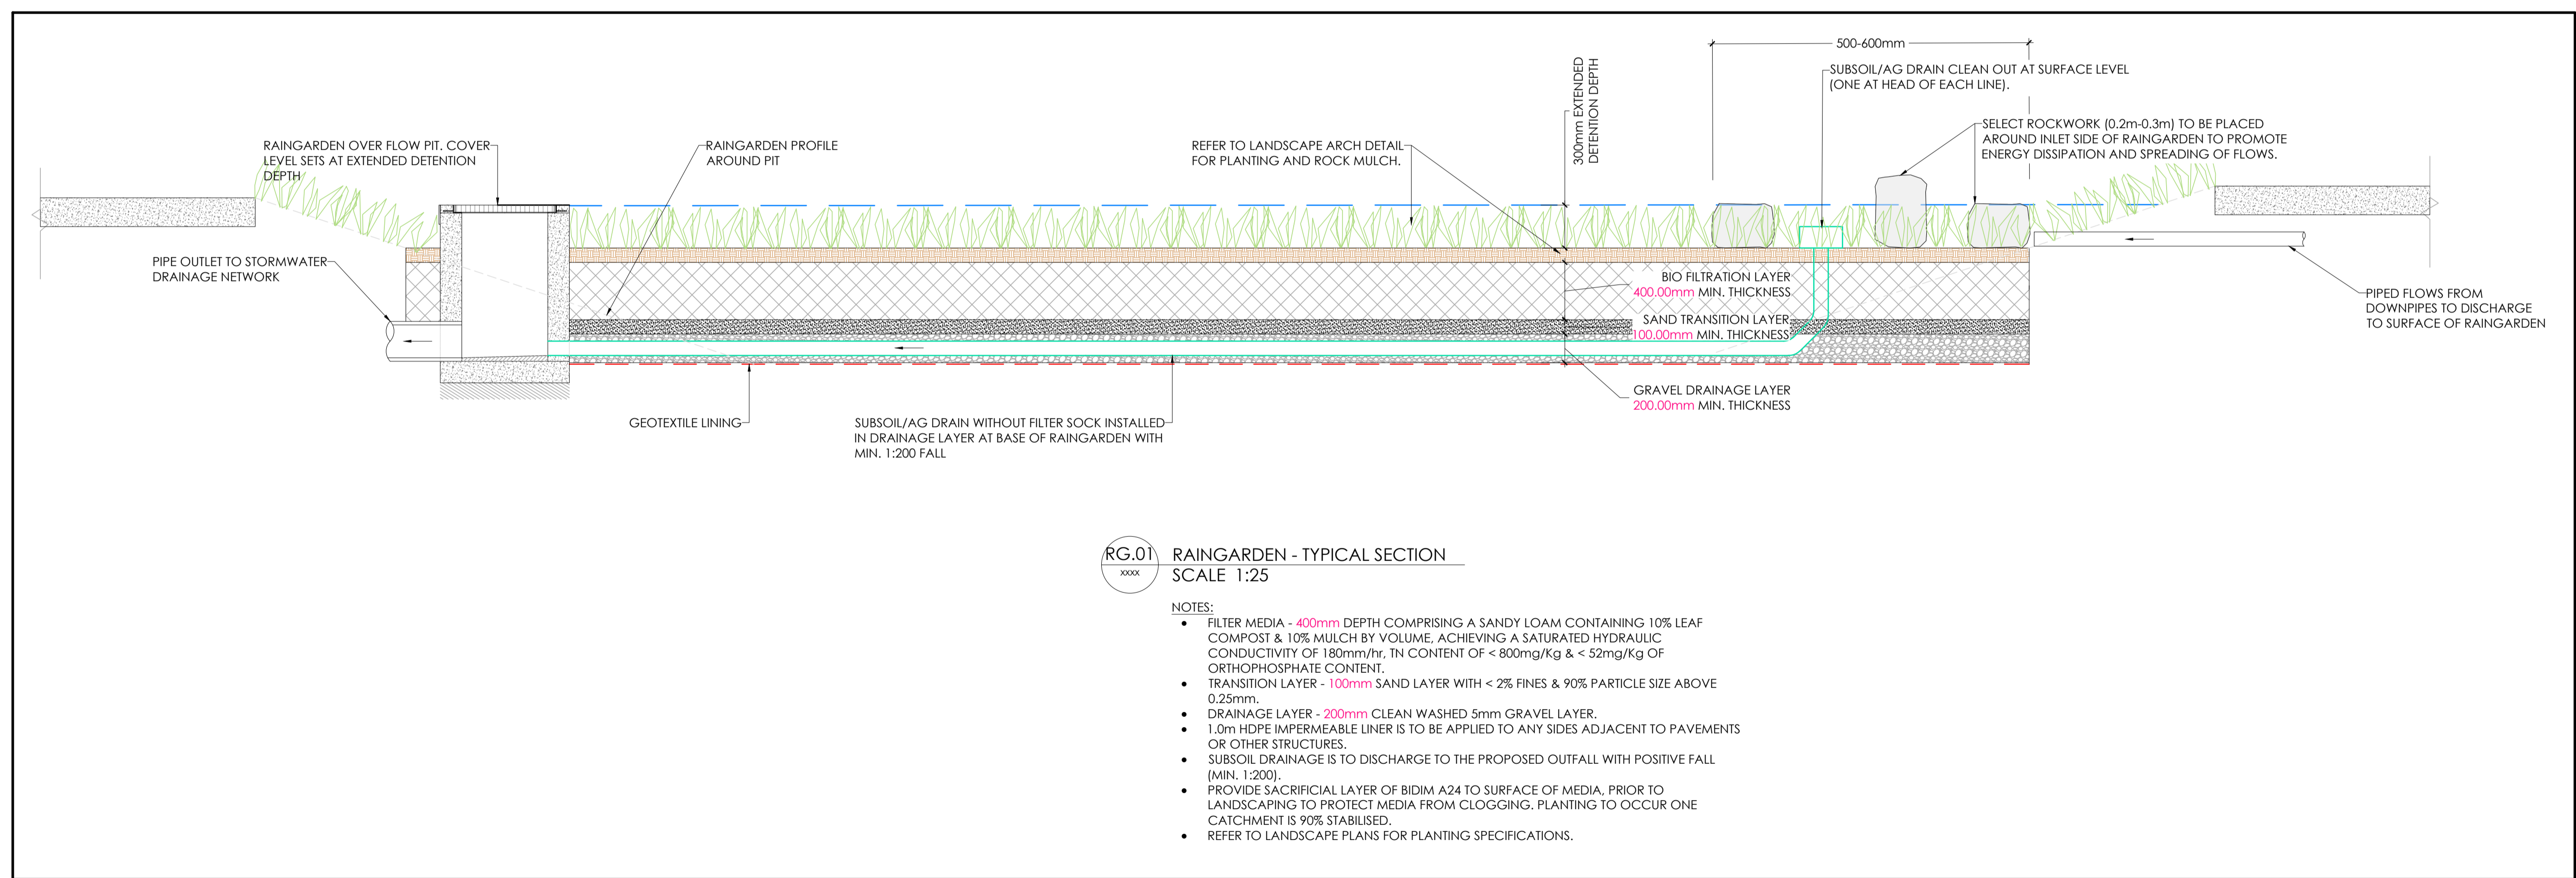 500-600mm
300mm EXTENDED
DETENTION DEPTH
SUBSOIL/AG DRAIN CLEAN OUT AT SURFACE LEVEL
(ONE AT HEAD OF EACH LINE).
SELECT ROCKWORK (0.2m-0.3m) TO BE PLACED
AROUND INLET SIDE OF RAINGARDEN TO PROMOTE
ENERGY DISSIPATION AND SPREADING OF FLOWS.
RAINGARDEN OVER FLOW PIT. COVER
LEVEL SETS AT EXTENDED DETENTION
DEPTH
RAINGARDEN PROFILE
AROUND PIT
REFER TO LANDSCAPE ARCH DETAIL
FOR PLANTING AND ROCK MULCH.
PIPE OUTLET TO STORMWATER
DRAINAGE NETWORK
BIO FILTRATION LAYER
400.00mm MIN. THICKNESS
SAND TRANSITION LAYER
100.00mm MIN. THICKNESS
PIPED FLOWS FROM
DOWNPIPES TO DISCHARGE
TO SURFACE OF RAINGARDEN
GRAVEL DRAINAGE LAYER
200.00mm MIN. THICKNESS
GEOTEXTILE LINING
SUBSOIL/AG DRAIN WITHOUT FILTER SOCK INSTALLED
IN DRAINAGE LAYER AT BASE OF RAINGARDEN WITH
MIN. 1:200 FALL
RG.01
xxxx
RAINGARDEN - TYPICAL SECTION
SCALE 1:25
NOTES:
• FILTER MEDIA - 400mm DEPTH COMPRISING A SANDY LOAM CONTAINING 10% LEAF
COMPOST & 10% MULCH BY VOLUME, ACHIEVING A SATURATED HYDRAULIC
CONDUCTIVITY OF 180mm/hr, TN CONTENT OF < 800mg/Kg & < 52mg/Kg OF
ORTHOPHOSPHATE CONTENT.
• TRANSITION LAYER - 100mm SAND LAYER WITH < 2% FINES & 90% PARTICLE SIZE ABOVE
0.25mm.
• DRAINAGE LAYER - 200mm CLEAN WASHED 5mm GRAVEL LAYER.
• 1.0m HDPE IMPERMEABLE LINER IS TO BE APPLIED TO ANY SIDES ADJACENT TO PAVEMENTS
OR OTHER STRUCTURES.
• SUBSOIL DRAINAGE IS TO DISCHARGE TO THE PROPOSED OUTFALL WITH POSITIVE FALL
(MIN. 1:200).
• PROVIDE SACRIFICIAL LAYER OF BIDIM A24 TO SURFACE OF MEDIA, PRIOR TO
LANDSCAPING TO PROTECT MEDIA FROM CLOGGING. PLANTING TO OCCUR ONE
CATCHMENT IS 90% STABILISED.
• REFER TO LANDSCAPE PLANS FOR PLANTING SPECIFICATIONS.